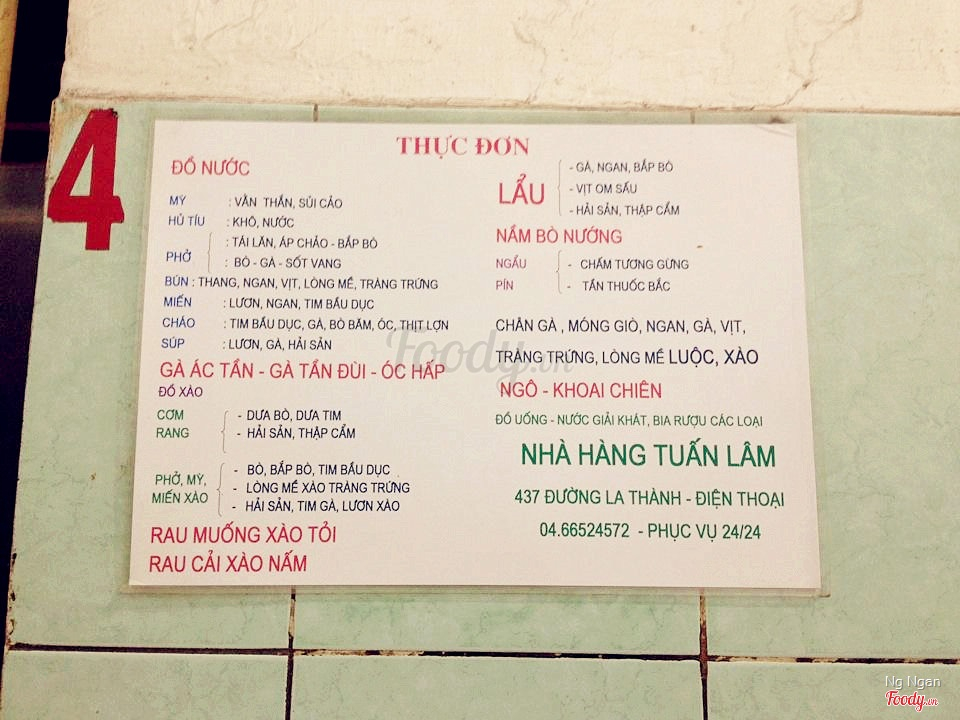 4
THỰC ĐƠN
ĐỒ NƯỚC
MỲ : VẰN THẮN, SỦI CẢO
HỦ TÍU : KHÔ, NƯỚC
PHỞ : TÁI LĂN, ÁP CHẢO - BẮP BÒ
: BÒ - GÀ - SỐT VANG
BÚN : THANG, NGAN, VỊT, LÒNG MỀ, TRÀNG TRỨNG
MIẾN : LƯƠN, NGAN, TIM BẦU DỤC
CHÁO : TIM BẦU DỤC, GÀ, BÒ BĂM, ÓC, THỊT LỢN
SÚP : LƯƠN, GÀ, HẢI SẢN
GÀ ÁC TẦN - GÀ TẦN ĐÙI - ÓC HẤP
ĐỒ XÀO
CƠM RANG - DƯA BÒ, DƯA TIM
- HẢI SẢN, THẬP CẨM
PHỞ, MỲ, MIẾN XÀO - BÒ, BẮP BÒ, TIM BẦU DỤC
- LÒNG MỀ XÀO TRÀNG TRỨNG
- HẢI SẢN, TIM GÀ, LƯƠN XÀO
RAU MUỐNG XÀO TỎI
RAU CẢI XÀO NẤM
LẨU - GÀ, NGAN, BẮP BÒ
- VỊT OM SẤU
- HẢI SẢN, THẬP CẨM
NẦM BÒ NƯỚNG
NGẨU - CHẤM TƯƠNG GỪNG
PÍN - TẦN THUỐC BẮC
CHÂN GÀ , MÓNG GIÒ, NGAN, GÀ, VỊT,
TRÀNG TRỨNG, LÒNG MỀ LUỘC, XÀO
NGÔ - KHOAI CHIÊN
ĐỒ UỐNG - NƯỚC GIẢI KHÁT, BIA RƯỢU CÁC LOẠI
NHÀ HÀNG TUẤN LÂM
437 ĐƯỜNG LA THÀNH - ĐIỆN THOẠI
04.66524572 - PHỤC VỤ 24/24
Foody.vn
Ng Ngan
Foody.vn